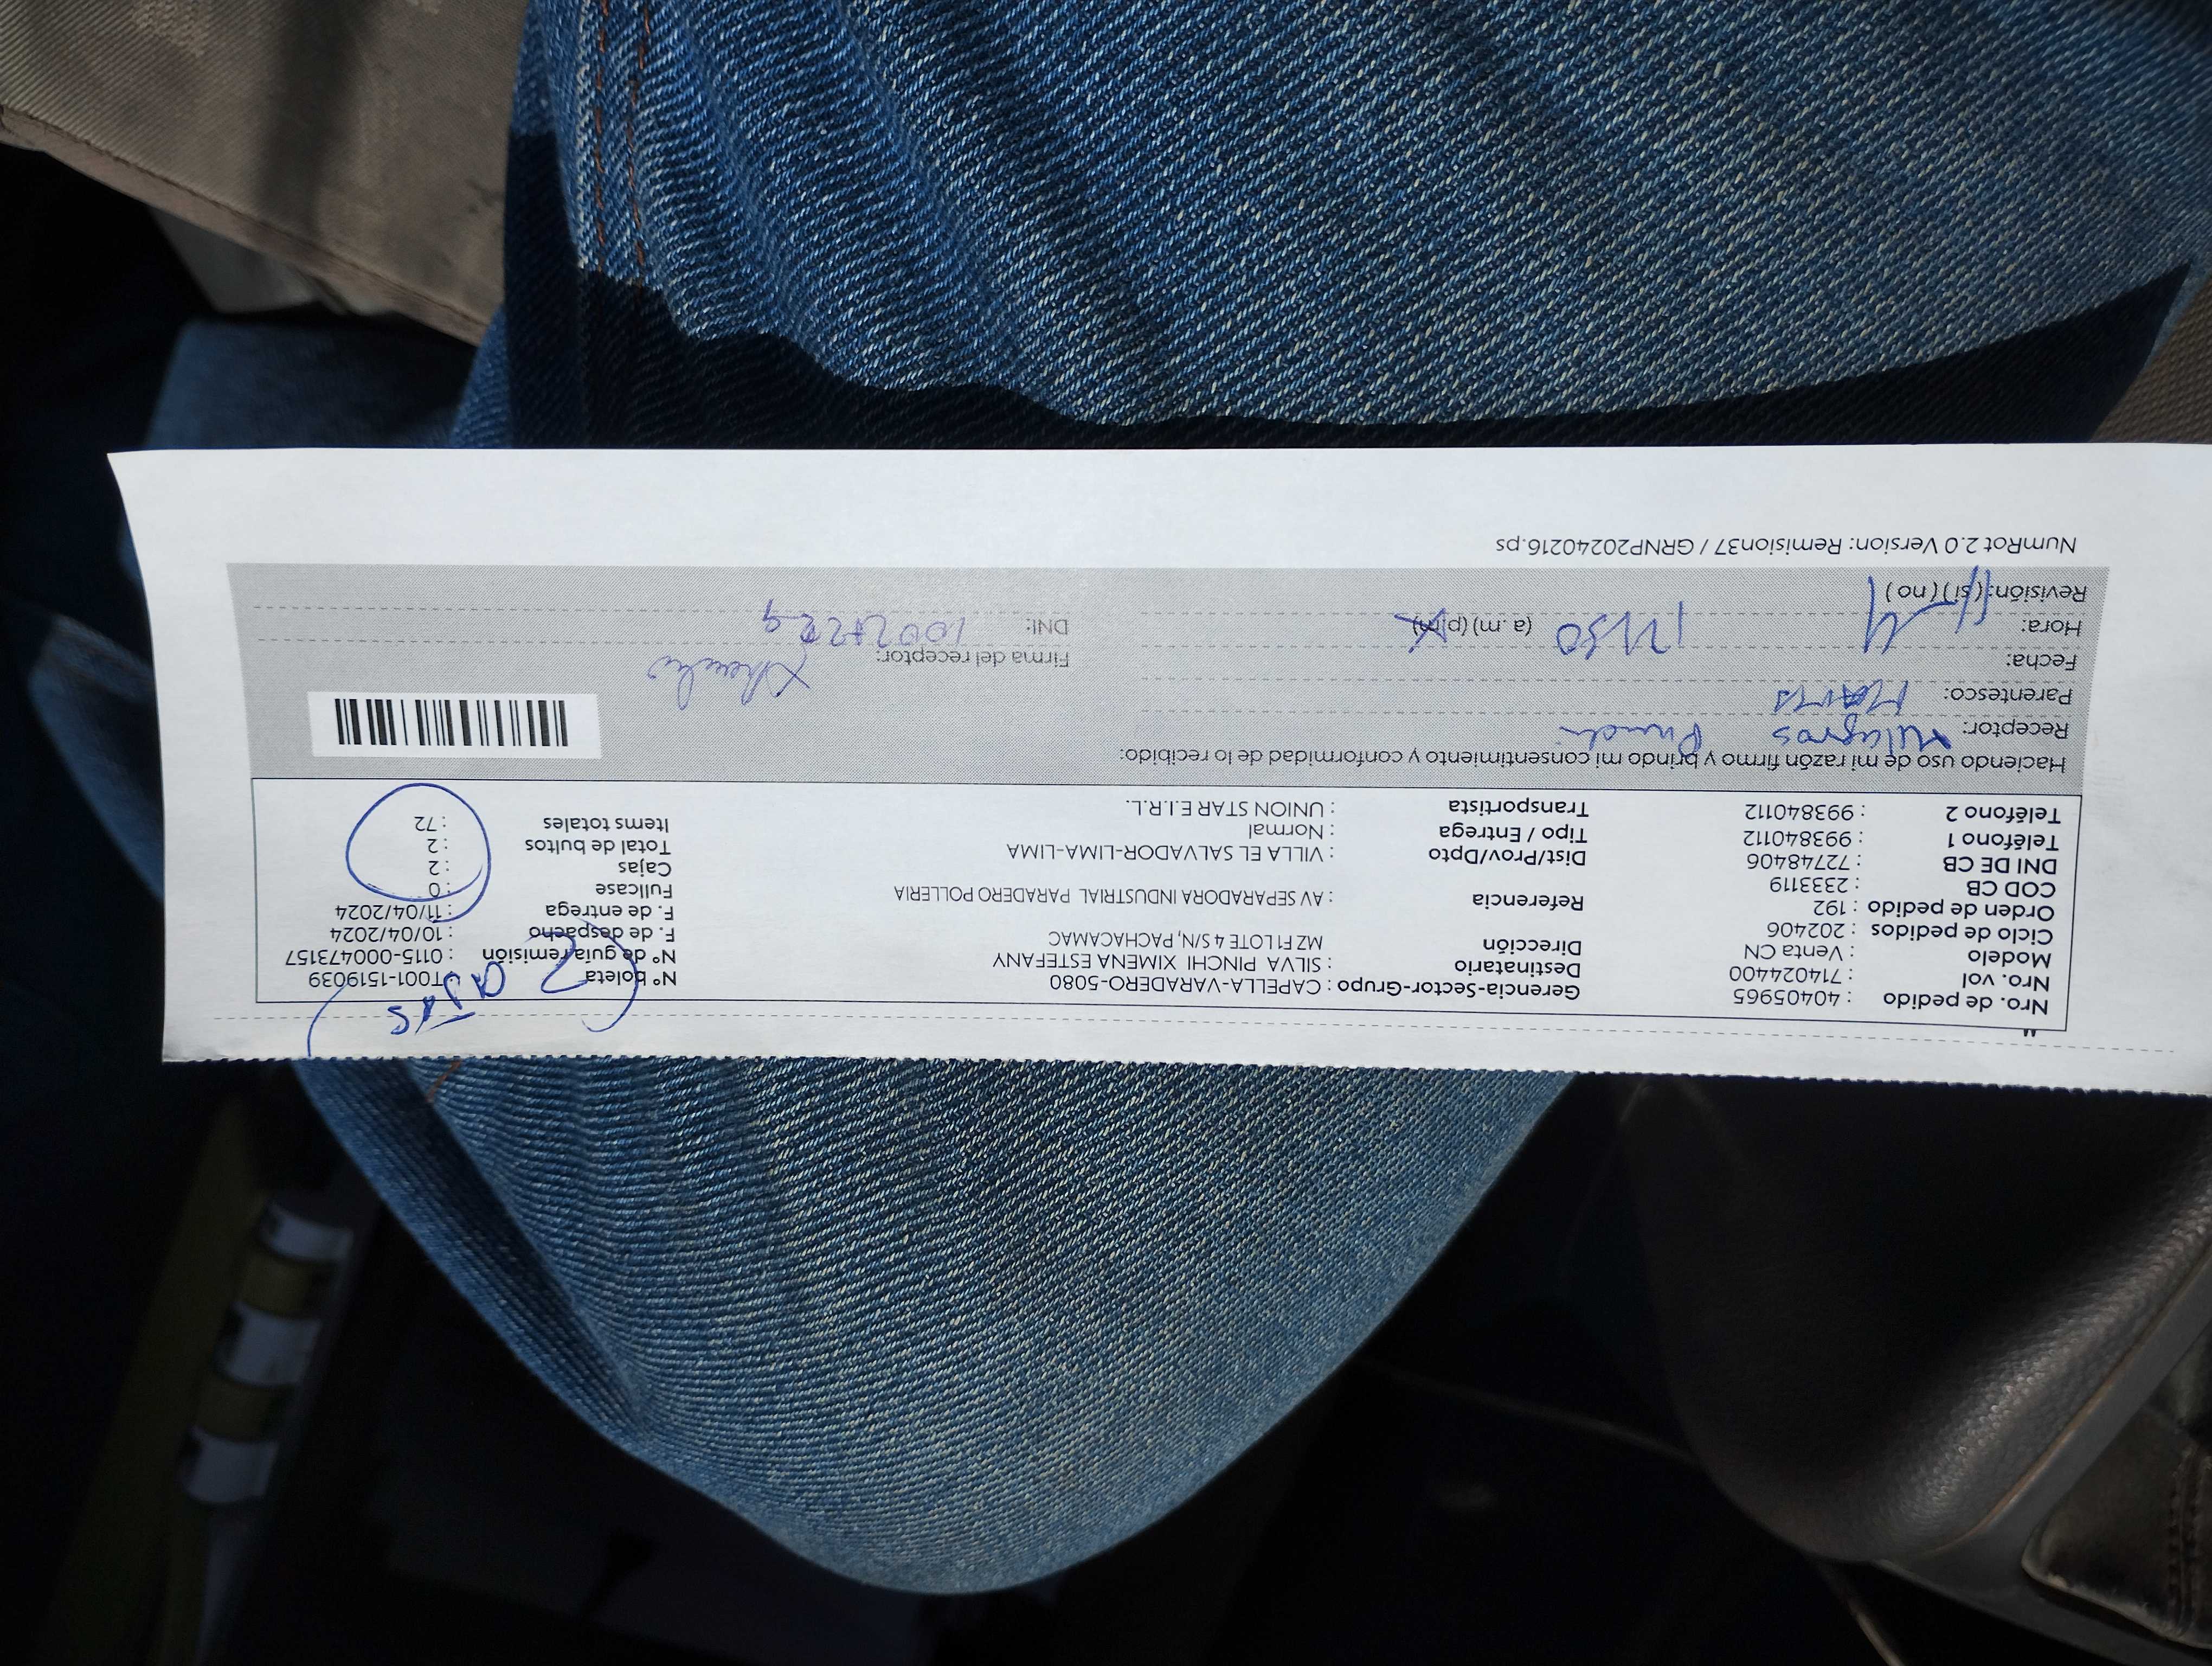 Nro. de pedido : 40405965
Nro. vol : 714024400
Modelo : Venta CN
Ciclo de pedidos : 202406
Orden de pedido : 192
COD CB : 2333119
DNI DE CB : 72748406
Teléfono 1 : 993840112
Teléfono 2 : 993840112
Gerencia-Sector-Grupo : CAPELLA-VARADERO-5080
Destinatario : SILVA PINCHI XIMENA ESTEFANY
Dirección MZ F1 LOTE 4 S/N, PACHACAMAC
Referencia : AV SEPARADORA INDUSTRIAL PARADERO POLLERIA
Dist/Prov/Dpto : VILLA EL SALVADOR-LIMA-LIMA
Tipo / Entrega : Normal
Transportista : UNION STAR E.I.R.L.
Nº boleta T001-1519039
Nº de guia remisión : 0115-000473157
F. de despacho : 10/04/2024
F. de entrega : 11/04/2024
Fullcase : 0
Cajas : 2
Total de bultos : 2
Items totales : 72
2 CAJAS
Haciendo uso de mi razón firmo y brindo mi consentimiento y conformidad de lo recibido:
Receptor: Milagros Pinchi
Parentesco:
Fecha:
Hora: (a.m) (p.m)
Revisión: (si) (no)
Firma del receptor:
DNI:
NumRot 2.0 Version: Remision37 / GRNP20240216.ps